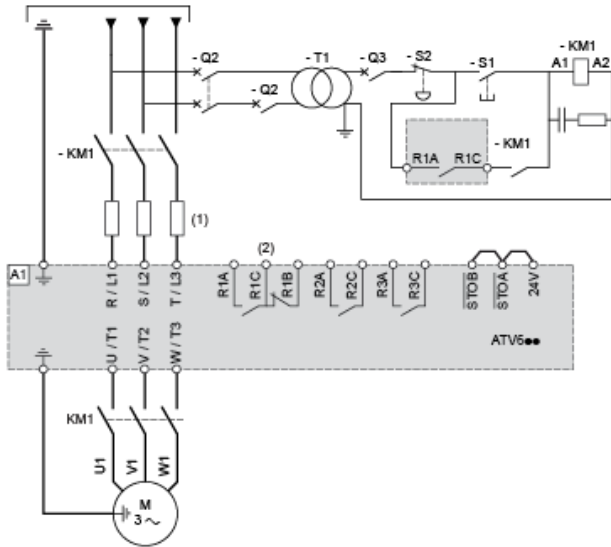 - Q2 - T1 - Q3 - S2 - S1 - KM1
A1 A2
- Q2
- KM1 R1A R1C - KM1
(1) (2)
A1 R / L1 S / L2 T / L3 R1A R1C R1B R2A R2C R3A R3C STOB STOA 24V
U / T1 V / T2 W / T3 ATV6●●
KM1
U1 V1 W1
M
3 ~